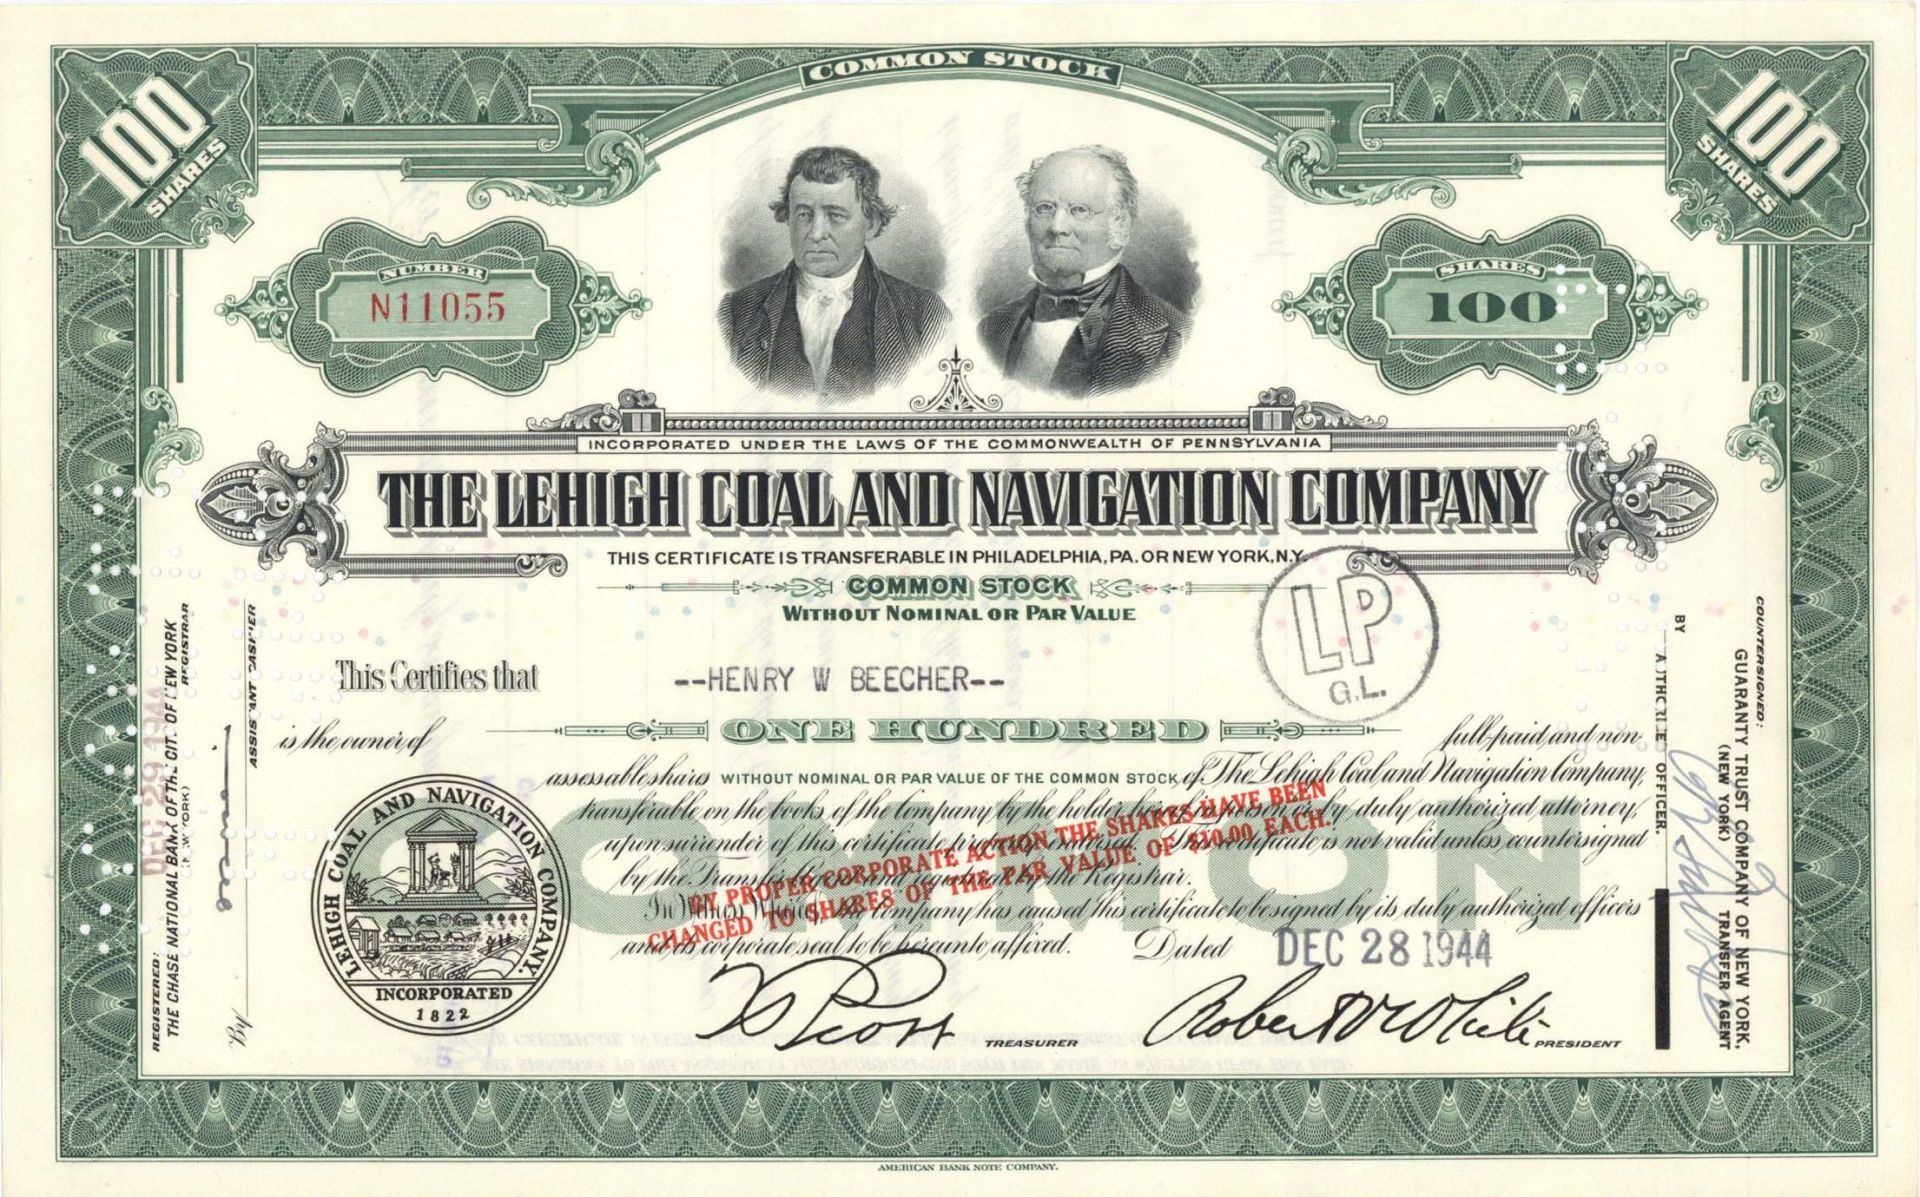 COMMON STOCK
100
SHARES
100
SHARES
NUMBER
N11055
SHARES
100
INCORPORATED UNDER THE LAWS OF THE COMMONWEALTH OF PENNSYLVANIA
THE LEHIGH COAL AND NAVIGATION COMPANY
THIS CERTIFICATE IS TRANSFERABLE IN PHILADELPHIA, PA. OR NEW YORK, N.Y.
COMMON STOCK
WITHOUT NOMINAL OR PAR VALUE
LP
G.L.
This Certifies that --HENRY W BEECHER--
is the owner of ONE HUNDRED full-paid and non-
assessable shares WITHOUT NOMINAL OR PAR VALUE OF THE COMMON STOCK of The Lehigh Coal and Navigation Company,
transferable on the books of the Company by the holder hereof in person or by duly authorized attorney,
upon surrender of this certificate properly endorsed. This certificate is not valid unless countersigned
by the Transfer Agent and registered by the Registrar.
In Witness Whereof, the Company has caused this certificate to be signed by its duly authorized officers
and its corporate seal to be hereunto affixed. Dated DEC 28 1944
COMMON
BY PROPER CORPORATE ACTION THE SHARES HAVE BEEN
CHANGED TO SHARES OF THE PAR VALUE OF $10.00 EACH.
LEHIGH COAL AND NAVIGATION COMPANY.
INCORPORATED
1822
TREASURER
Robert V White
PRESIDENT
REGISTERED:
THE CHASE NATIONAL BANK OF THE CITY OF NEW YORK
(NEW YORK)
REGISTRAR
DEC 29 1944
By
ASSISTANT CASHIER
COUNTERSIGNED:
GUARANTY TRUST COMPANY OF NEW YORK,
(NEW YORK)
TRANSFER AGENT
BY
AUTHORIZED OFFICER.
AMERICAN BANK NOTE COMPANY.